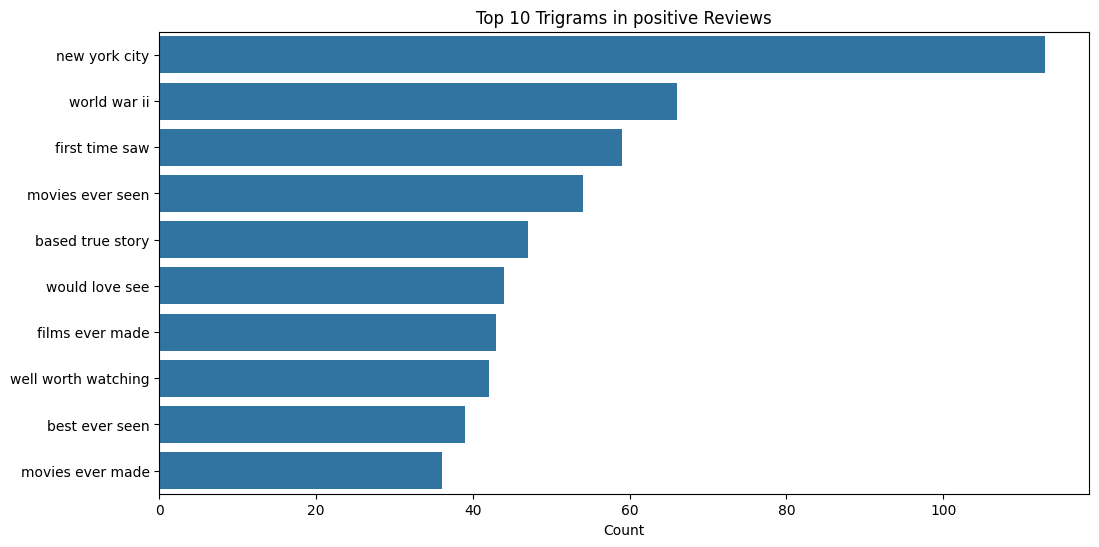 Top 10 Trigrams in positive Reviews
new york city
world war ii
first time saw
movies ever seen
based true story
would love see
films ever made
well worth watching
best ever seen
movies ever made
0 20 40 60 80 100
Count